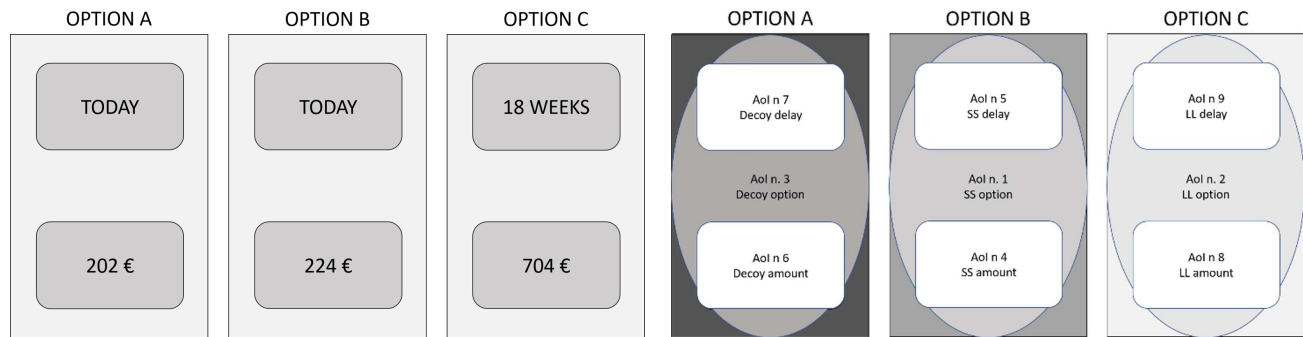 OPTION A
OPTION B
OPTION C
TODAY
TODAY
18 WEEKS
202 €
224 €
704 €
OPTION A
OPTION B
OPTION C
AoI n 7
Decoy delay
AoI n 5
SS delay
AoI n 9
LL delay
AoI n. 3
Decoy option
AoI n. 1
SS option
AoI n. 2
LL option
AoI n 6
Decoy amount
AoI n 4
SS amount
AoI n 8
LL amount